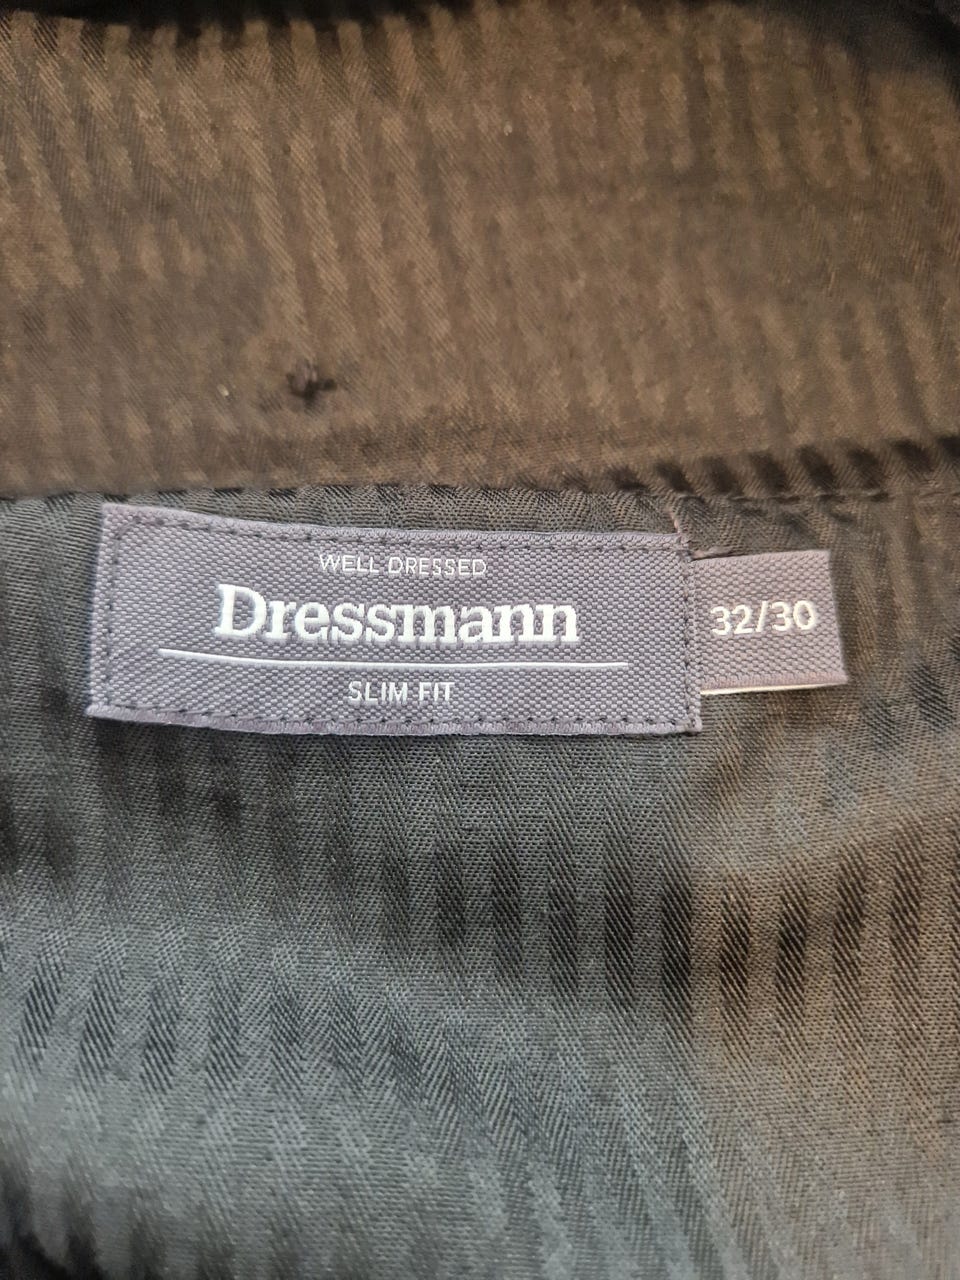 WELL DRESSED
Dressmann
SLIM FIT
32/30